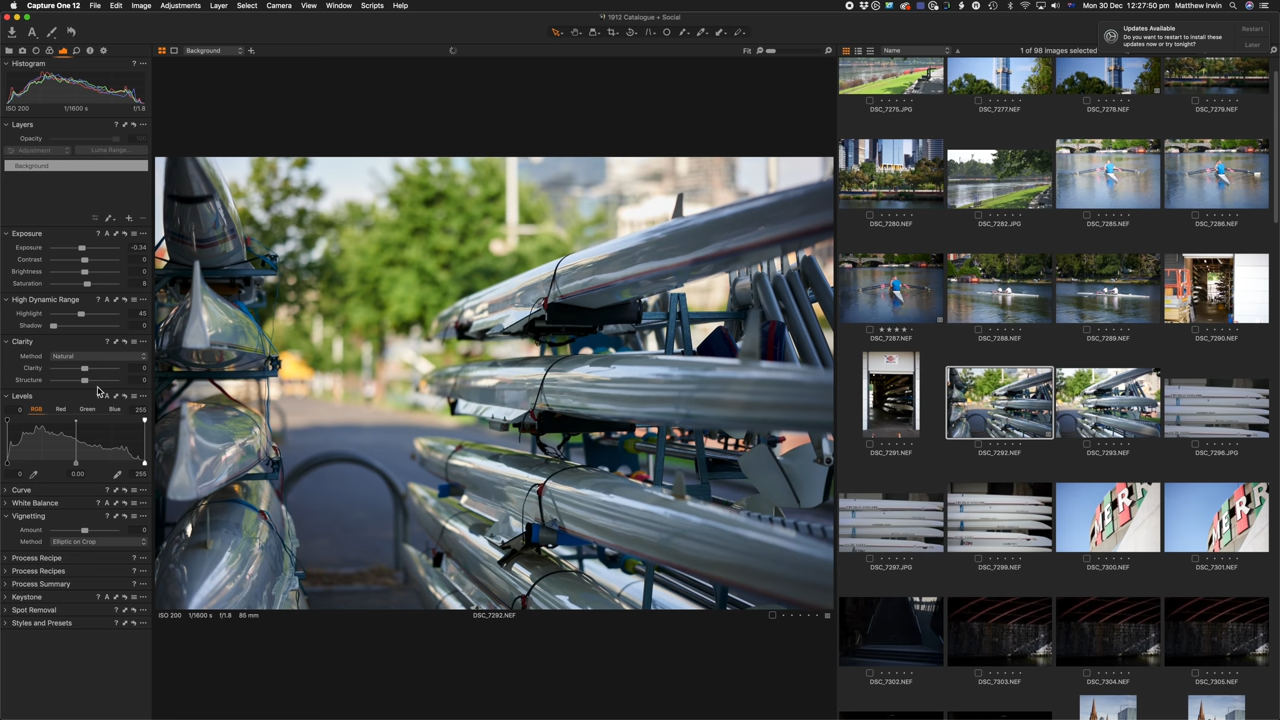 Capture One 12 File Edit Image Adjustments Layer Select Camera View Window Scripts Help
Mon 30 Dec 12:27:50 pm Matthew Irwin
1912 Catalogue + Social
Updates Available
Do you want to restart to install these
updates now or try tonight?
Restart
Later
Background
Fit
Name
1 of 98 images selected
Histogram
ISO 200 1/1600 s f/1.8
Layers
Opacity 100
Adjustment Luma Range...
Background
Exposure
Exposure -0.34
Contrast 0
Brightness 0
Saturation 8
High Dynamic Range
Highlight 45
Shadow 0
Clarity
Method Natural
Clarity 0
Structure 0
Levels
0 RGB Red Green Blue 255
0 0.00 255
Curve
White Balance
Vignetting
Amount 0
Method Elliptic on Crop
Process Recipe
Process Recipes
Process Summary
Keystone
Spot Removal
Styles and Presets
ISO 200 1/1600 s f/1.8 85 mm DSC_7292.NEF
DSC_7275.JPG DSC_7277.NEF DSC_7278.NEF DSC_7279.NEF
DSC_7280.NEF DSC_7282.JPG DSC_7285.NEF DSC_7286.NEF
DSC_7287.NEF DSC_7288.NEF DSC_7289.NEF DSC_7290.NEF
DSC_7291.NEF DSC_7292.NEF DSC_7293.NEF DSC_7296.JPG
DSC_7297.JPG DSC_7299.NEF DSC_7300.NEF DSC_7301.NEF
DSC_7302.NEF DSC_7303.NEF DSC_7304.NEF DSC_7305.NEF